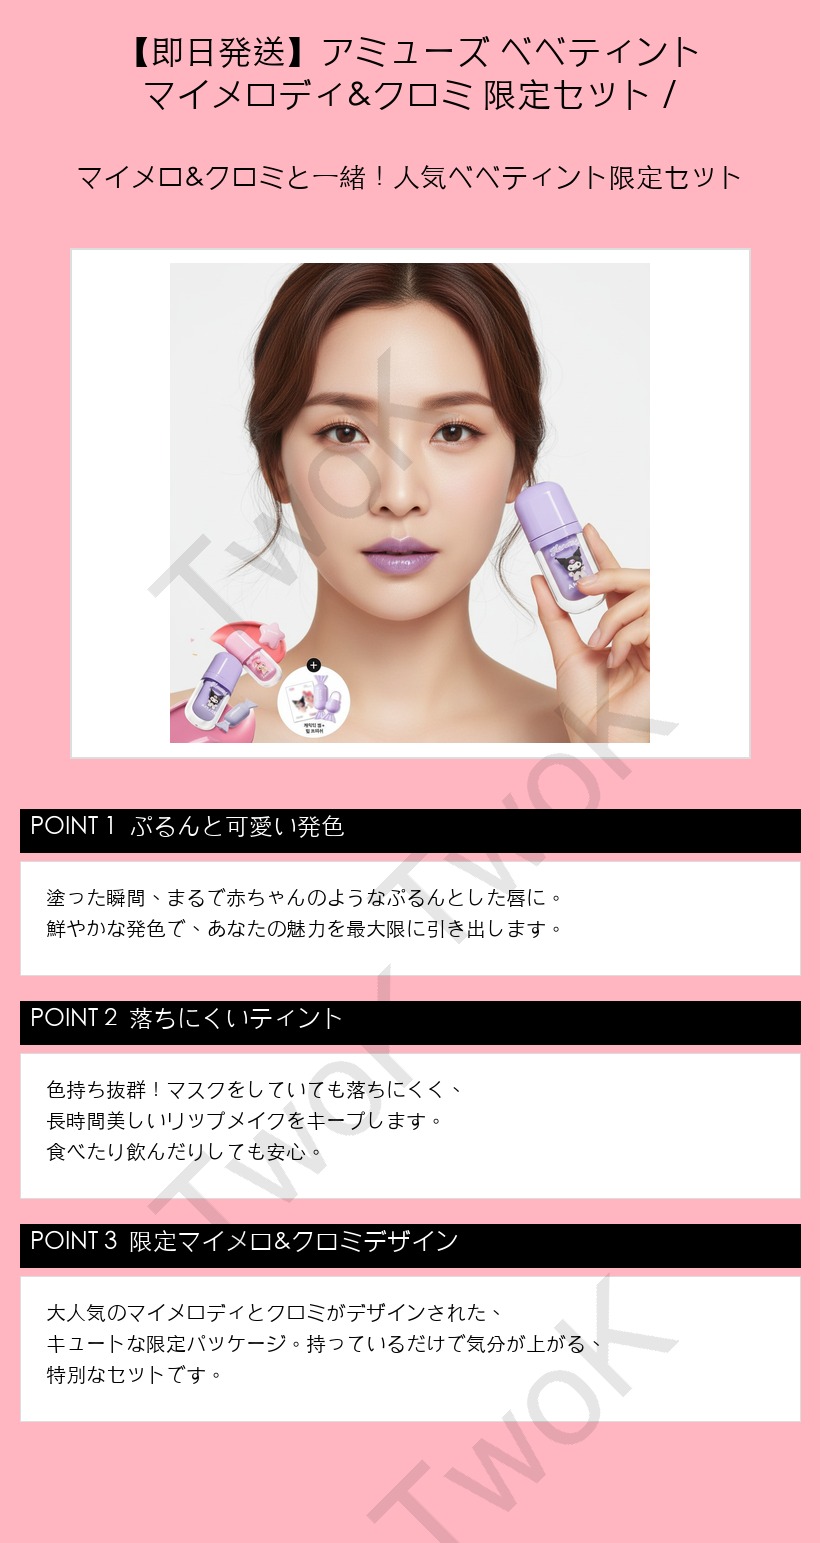 【即日発送】アミューズ ベベティント
マイメロディ&クロミ 限定セット /
マイメロ&クロミと一緒！人気ベベティント限定セット
TwoK
+
캐릭터 젤+
팁 브러쉬
TwoK
POINT 1 ぷるんと可愛い発色
塗った瞬間、まるで赤ちゃんのようなぷるんとした唇に。
鮮やかな発色で、あなたの魅力を最大限に引き出します。
POINT 2 落ちにくいティント
色持ち抜群！マスクをしていても落ちにくく、
長時間美しいリップメイクをキープします。
食べたり飲んだりしても安心。
TwoK
POINT 3 限定マイメロ&クロミデザイン
大人気のマイメロディとクロミがデザインされた、
キュートな限定パッケージ。持っているだけで気分が上がる、
特別なセットです。
TwoK